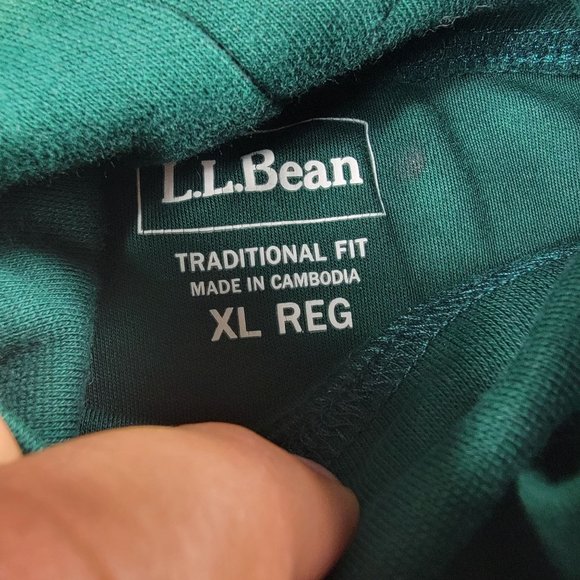 L.L.Bean
TRADITIONAL FIT
MADE IN CAMBODIA
XL REG